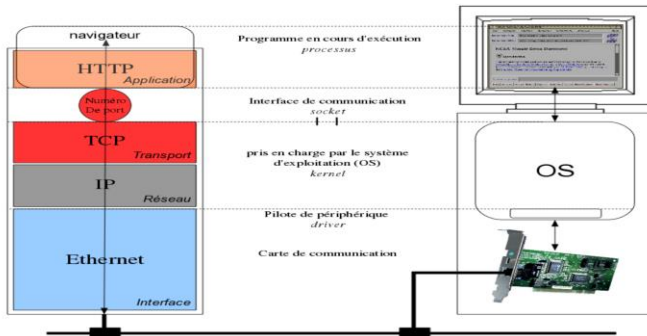 navigateur
HTTP
Application
Numéro
De port
TCP
Transport
IP
Réseau
Ethernet
Interface
Programme en cours d'exécution
processus
Interface de communication
socket
pris en charge par le système
d'exploitation (OS)
kernel
Pilote de périphérique
driver
Carte de communication
OS